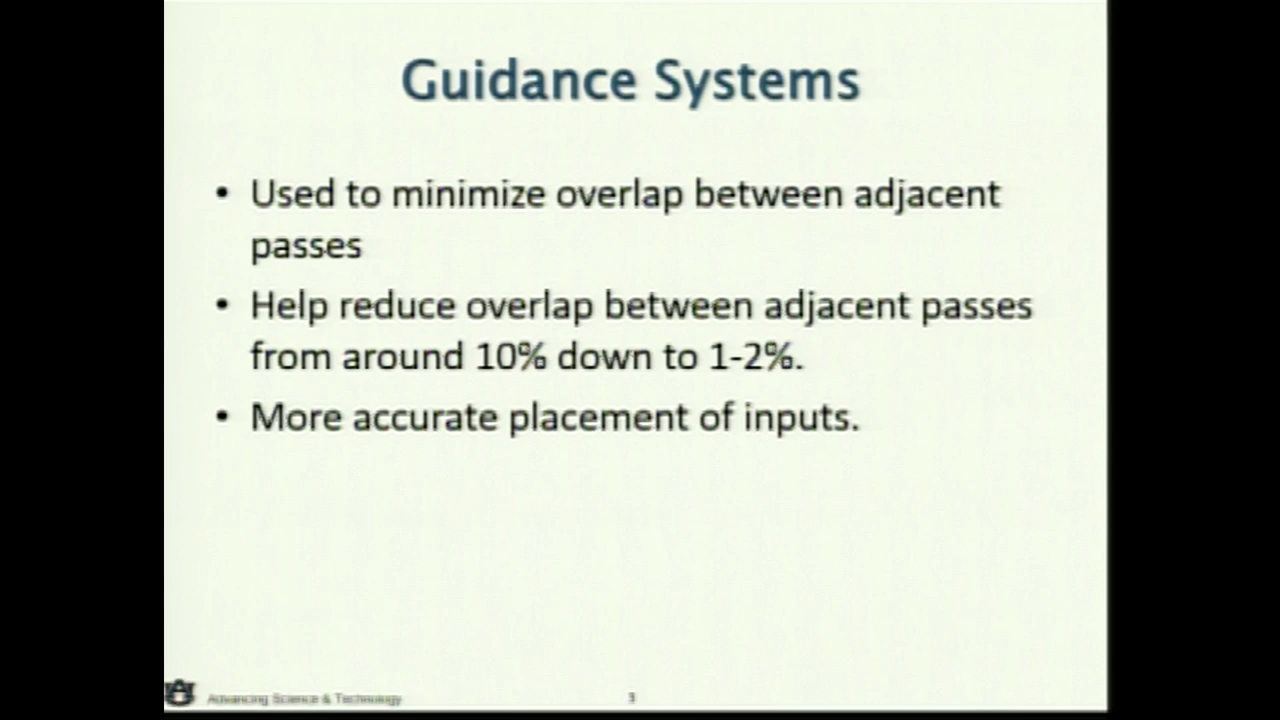 Guidance Systems
• Used to minimize overlap between adjacent
passes
• Help reduce overlap between adjacent passes
from around 10% down to 1-2%.
• More accurate placement of inputs.
Advancing Science & Technology
3